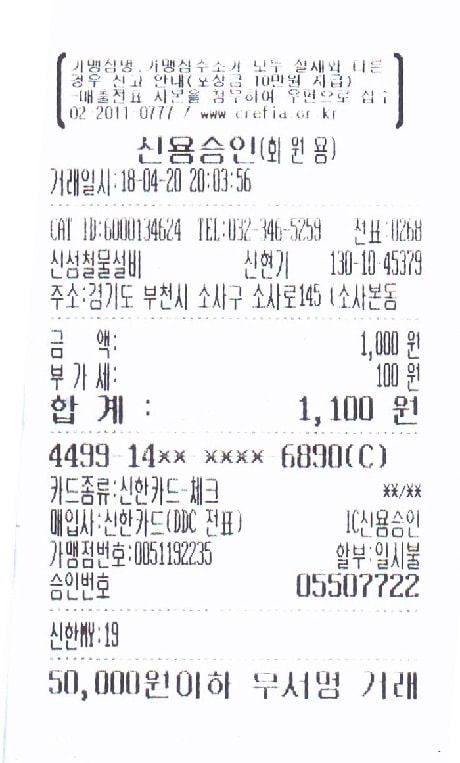 가맹점명, 가맹점주소가 모두 실제와 다른
경우 신고 안내(포상금 10만원 지급)
-매출전표 사본을 첨부하여 우편으로 접수
02-2011-0777 / www.crefia.or.kr
신용승인(회원용)
거래일시:18-04-20 20:03:56
CAT ID:6000134624 TEL:032-346-5259 전표:0268
신성철물설비 신현기 130-10-45379
주소:경기도 부천시 소사구 소사로145 (소사본동
금 액: 1,000 원
부 가 세: 100 원
합 계 : 1,100 원
4499-14**-****-6890(C)
카드종류:신한카드-체크 **/**
매입사:신한카드(DDC 전표) IC신용승인
가맹점번호:0051192235 할부:일시불
승인번호 05507722
신한MY:19
50,000원이하 무서명 거래